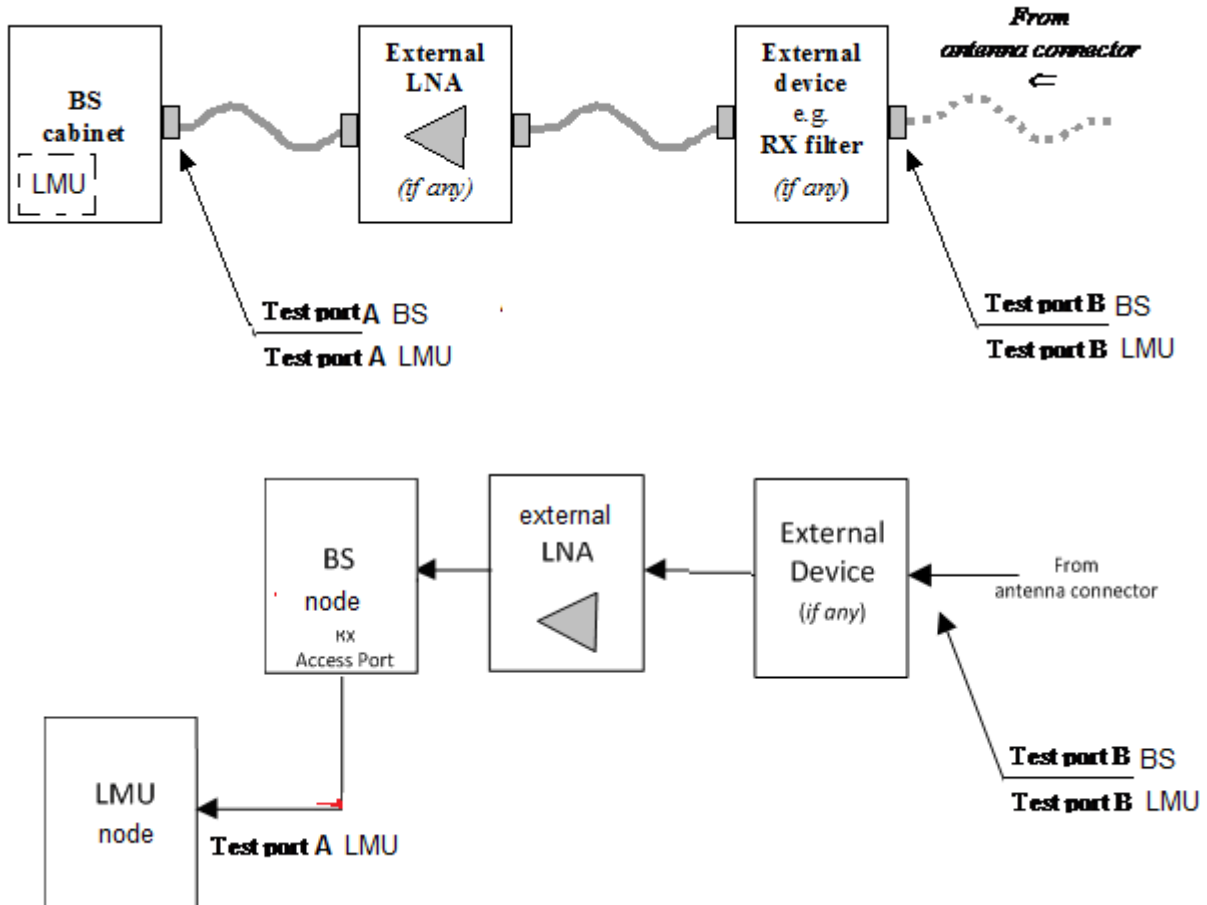 BS
cabinet
LMU
External
LNA
(if any)
External
device
e.g.
RX filter
(if any)
From
antenna connector
⇐
Test port A BS
Test port A LMU
Test port B BS
Test port B LMU
BS
node
RX
Access Port
external
LNA
External
Device
(if any)
From
antenna connector
Test port B BS
Test port B LMU
LMU
node
Test port A LMU